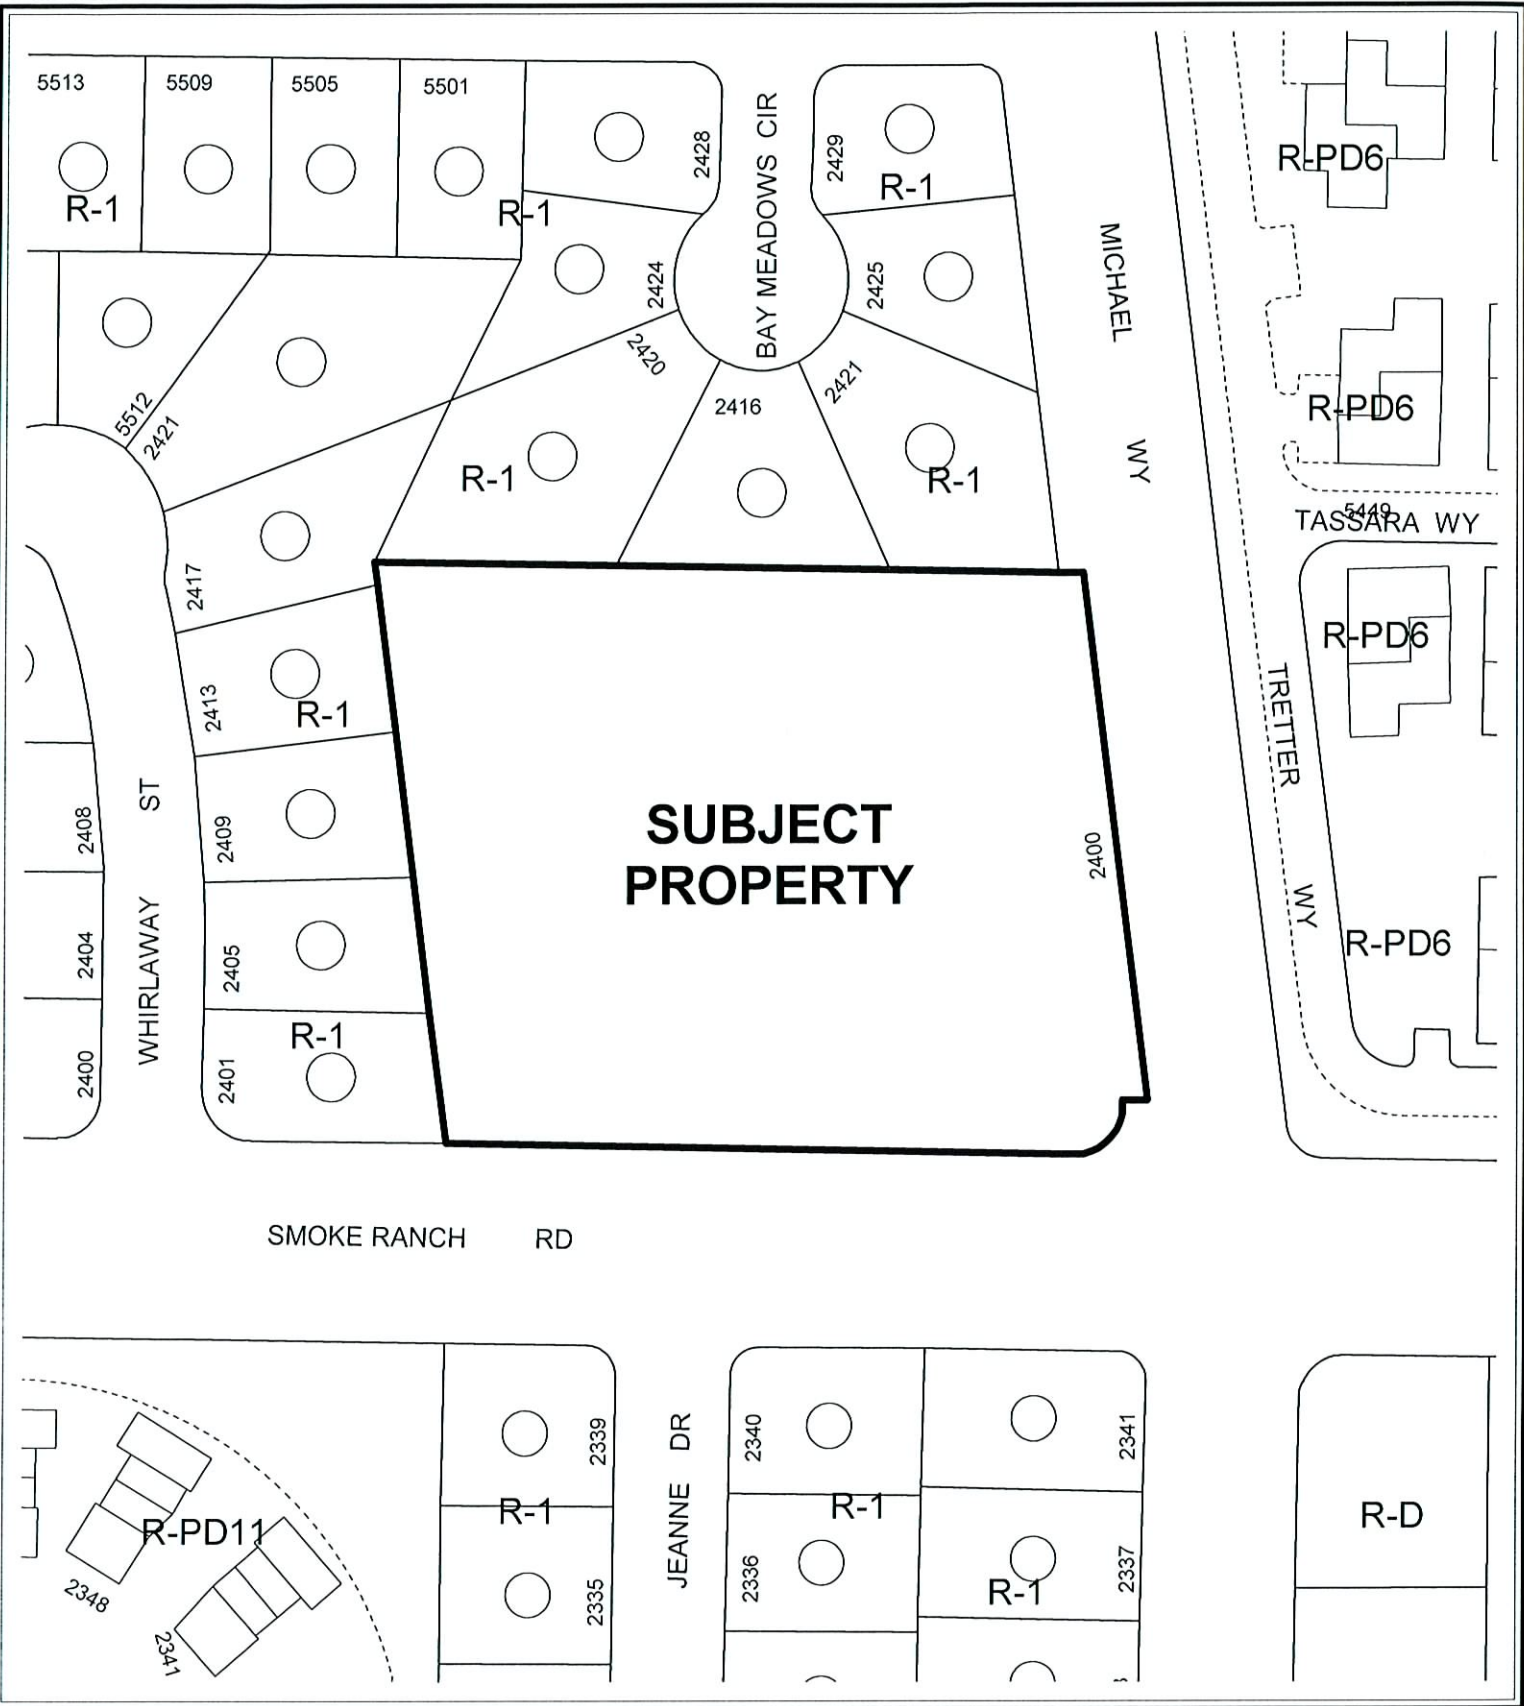 5513
5509
5505
5501
R-1
R-1
2428
BAY MEADOWS CIR
2429
R-1
R-PD6
2424
2425
MICHAEL WY
2420
2416
2421
R-1
R-1
R-PD6
5512
2421
5449
TASSARA WY
2417
R-PD6
2413
R-1
TRETTER WY
2408
WHIRLAWAY ST
2409
SUBJECT
PROPERTY
2400
2404
2405
R-PD6
2400
2401
R-1
SMOKE RANCH RD
2339
JEANNE DR
2340
2341
R-1
R-1
R-D
R-PD11
2348
2341
2335
2336
R-1
2337